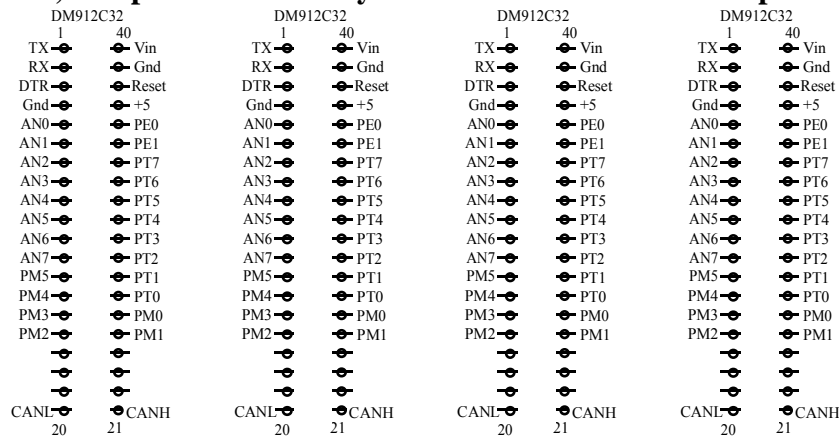 DM912C32 DM912C32 DM912C32 DM912C32
1 40 1 40 1 40 1 40
TX Vin TX Vin TX Vin TX Vin
RX Gnd RX Gnd RX Gnd RX Gnd
DTR Reset DTR Reset DTR Reset DTR Reset
Gnd +5 Gnd +5 Gnd +5 Gnd +5
AN0 PE0 AN0 PE0 AN0 PE0 AN0 PE0
AN1 PE1 AN1 PE1 AN1 PE1 AN1 PE1
AN2 PT7 AN2 PT7 AN2 PT7 AN2 PT7
AN3 PT6 AN3 PT6 AN3 PT6 AN3 PT6
AN4 PT5 AN4 PT5 AN4 PT5 AN4 PT5
AN5 PT4 AN5 PT4 AN5 PT4 AN5 PT4
AN6 PT3 AN6 PT3 AN6 PT3 AN6 PT3
AN7 PT2 AN7 PT2 AN7 PT2 AN7 PT2
PM5 PT1 PM5 PT1 PM5 PT1 PM5 PT1
PM4 PT0 PM4 PT0 PM4 PT0 PM4 PT0
PM3 PM0 PM3 PM0 PM3 PM0 PM3 PM0
PM2 PM1 PM2 PM1 PM2 PM1 PM2 PM1
CANL CANH CANL CANH CANL CANH CANL CANH
20 21 20 21 20 21 20 21